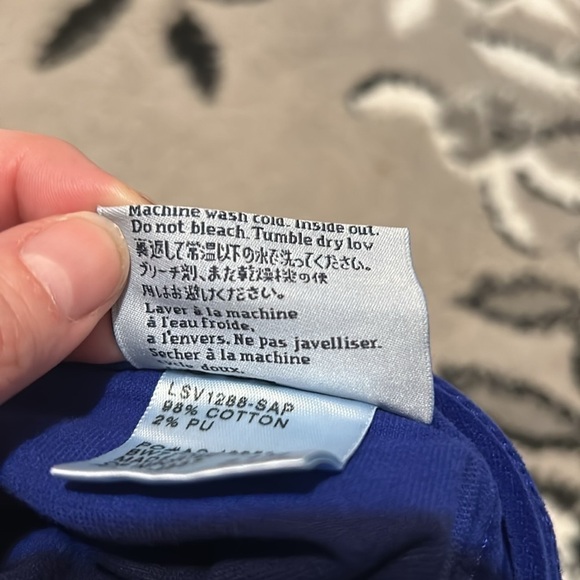 Machine wash cold. Inside out.
Do not bleach. Tumble dry low
裏返して常温以下の水で洗ってください。
ブリーチ剤、また乾燥機の使
用はお避けください。
Laver à la machine
à l'eau froide,
a l'envers. Ne pas javelliser.
Secher à la machine
cycle doux.
LSV1288-SAP
98% COTTON
2% PU